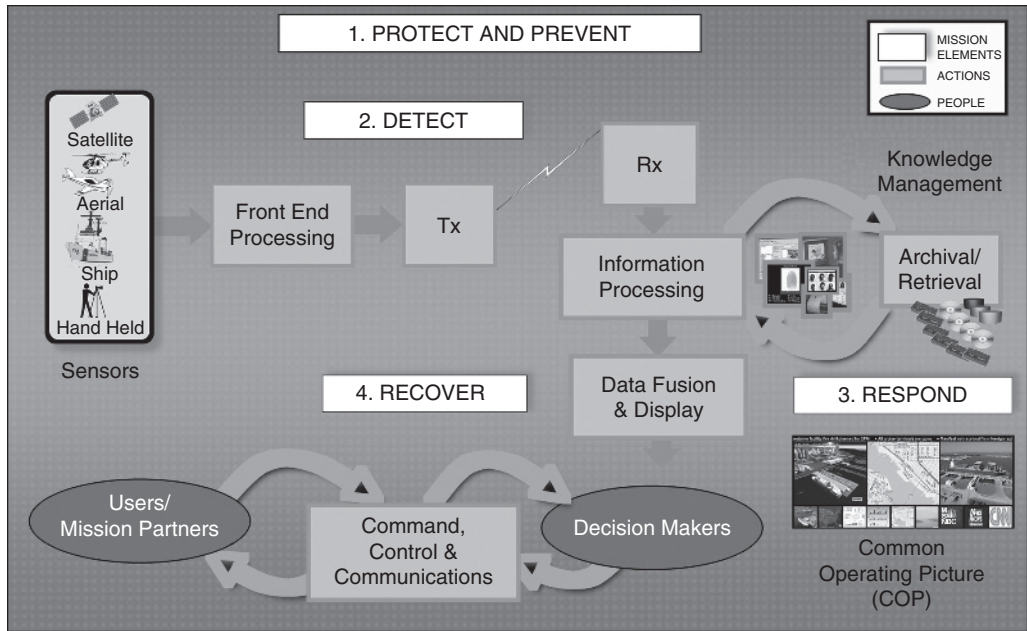 1. PROTECT AND PREVENT
MISSION
ELEMENTS
ACTIONS
PEOPLE
2. DETECT
Satellite
Aerial
Ship
Hand Held
Sensors
Front End
Processing
Tx
Rx
Knowledge
Management
Information
Processing
Archival/
Retrieval
Data Fusion
& Display
4. RECOVER
3. RESPOND
Users/
Mission Partners
Command,
Control &
Communications
Decision Makers
Common
Operating Picture
(COP)